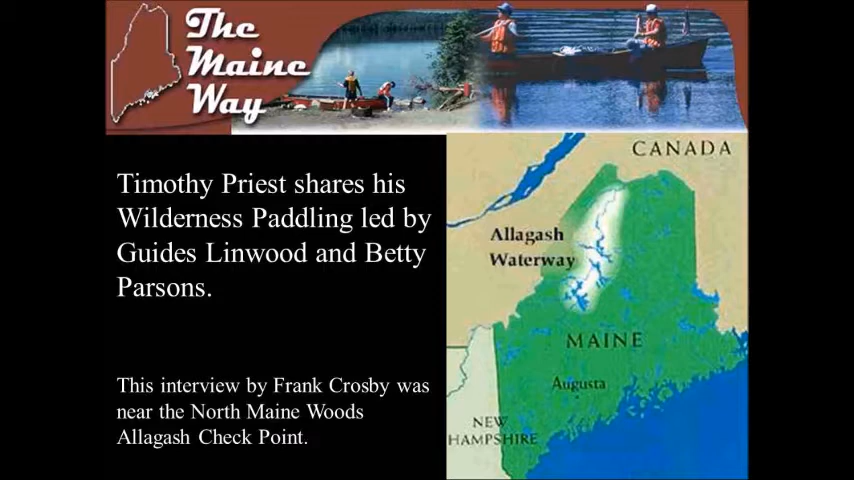 The
Maine
Way
Timothy Priest shares his
Wilderness Paddling led by
Guides Linwood and Betty
Parsons.
This interview by Frank Crosby was
near the North Maine Woods
Allagash Check Point.
CANADA
Allagash
Waterway
MAINE
Augusta
NEW
HAMPSHIRE